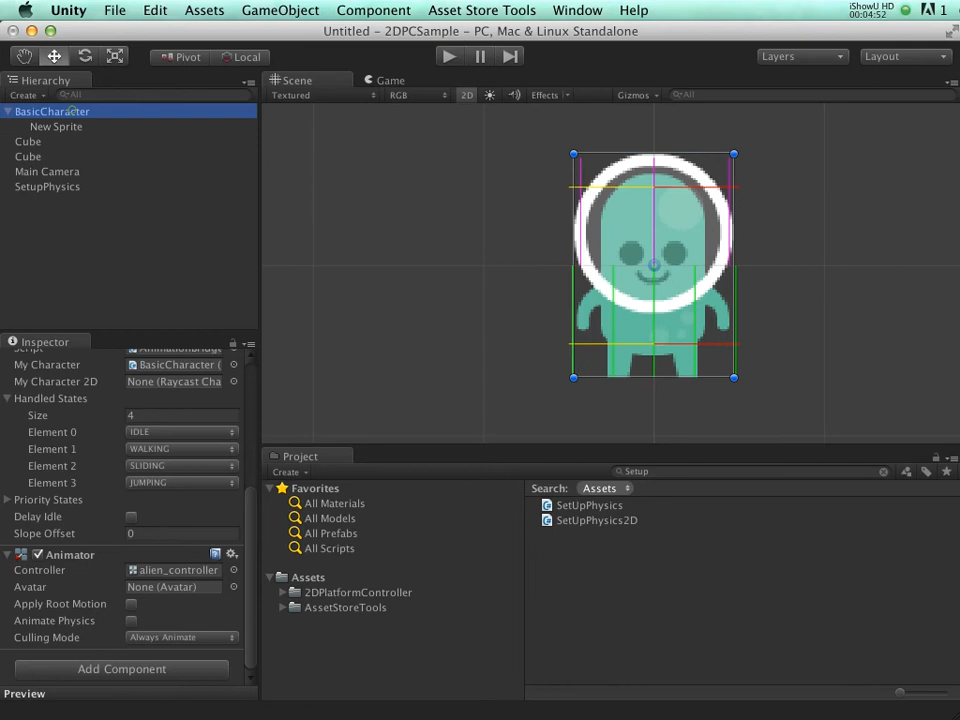 Unity File Edit Assets GameObject Component Asset Store Tools Window Help iShowU HD 00:04:52 1
Untitled - 2DPCSample - PC, Mac & Linux Standalone
Pivot Local Layers Layout
Hierarchy Scene Game
Create All Textured RGB 2D Effects Gizmos All
BasicCharacter
New Sprite
Cube
Cube
Main Camera
SetupPhysics
Inspector
Script AnimationBridge
My Character BasicCharacter (
My Character 2D None (Raycast Cha
Handled States
Size 4
Element 0 IDLE
Element 1 WALKING
Element 2 SLIDING
Element 3 JUMPING
Priority States
Delay Idle
Slope Offset 0
Animator
Controller alien_controller
Avatar None (Avatar)
Apply Root Motion
Animate Physics
Culling Mode Always Animate
Add Component
Preview
Project
Create Setup
Favorites
All Materials
All Models
All Prefabs
All Scripts
Assets
2DPlatformController
AssetStoreTools
Search: Assets
SetUpPhysics
SetUpPhysics2D